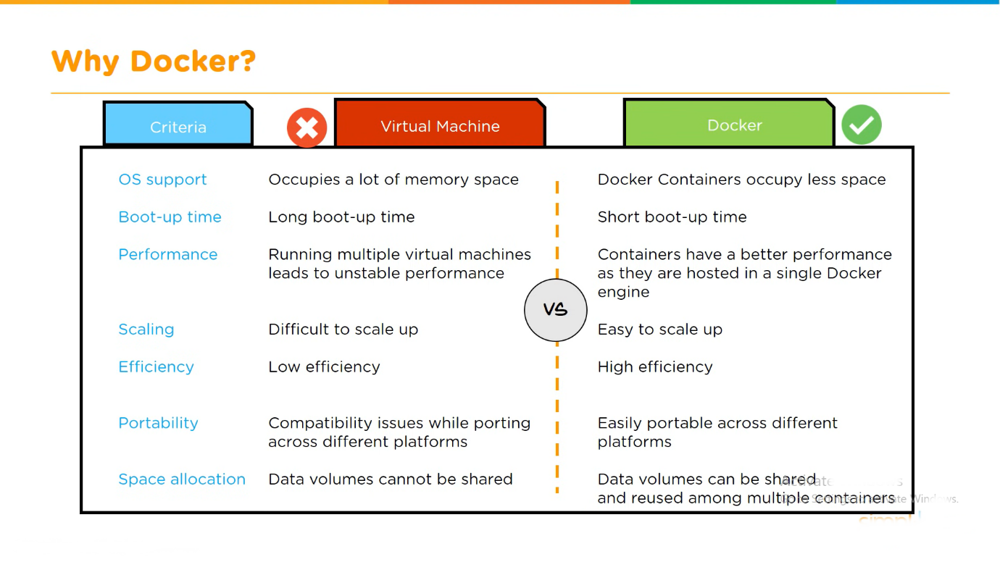 Why Docker?
Criteria
Virtual Machine
Docker
OS support
Occupies a lot of memory space
Docker Containers occupy less space
Boot-up time
Long boot-up time
Short boot-up time
Performance
Running multiple virtual machines
leads to unstable performance
Containers have a better performance
as they are hosted in a single Docker
engine
VS
Scaling
Difficult to scale up
Easy to scale up
Efficiency
Low efficiency
High efficiency
Portability
Compatibility issues while porting
across different platforms
Easily portable across different
platforms
Space allocation
Data volumes cannot be shared
Data volumes can be shared
and reused among multiple containers
Activate
Go to Settings to activate Windows.